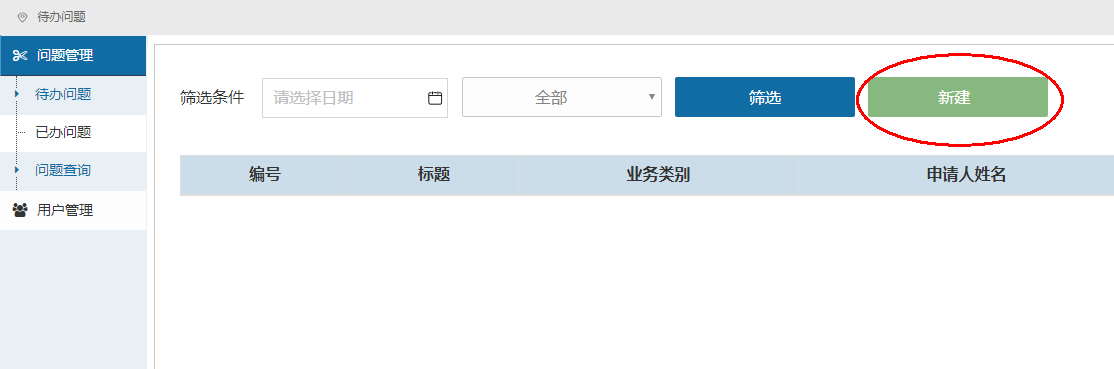 待办问题
问题管理
待办问题
已办问题
问题查询
用户管理
筛选条件 请选择日期 全部 筛选 新建
编号 标题 业务类别 申请人姓名